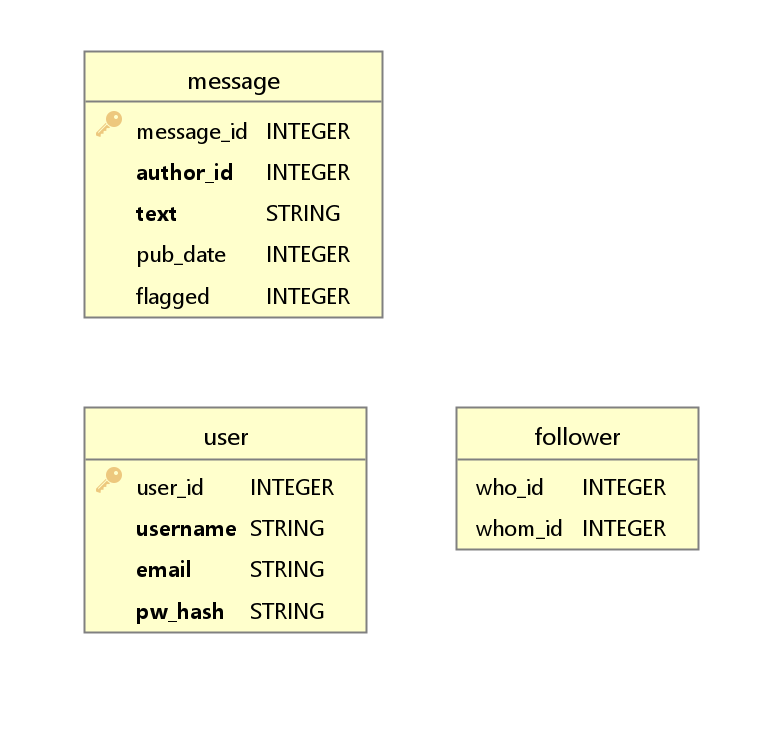 message
message_id INTEGER
author_id INTEGER
text STRING
pub_date INTEGER
flagged INTEGER
user
user_id INTEGER
username STRING
email STRING
pw_hash STRING
follower
who_id INTEGER
whom_id INTEGER